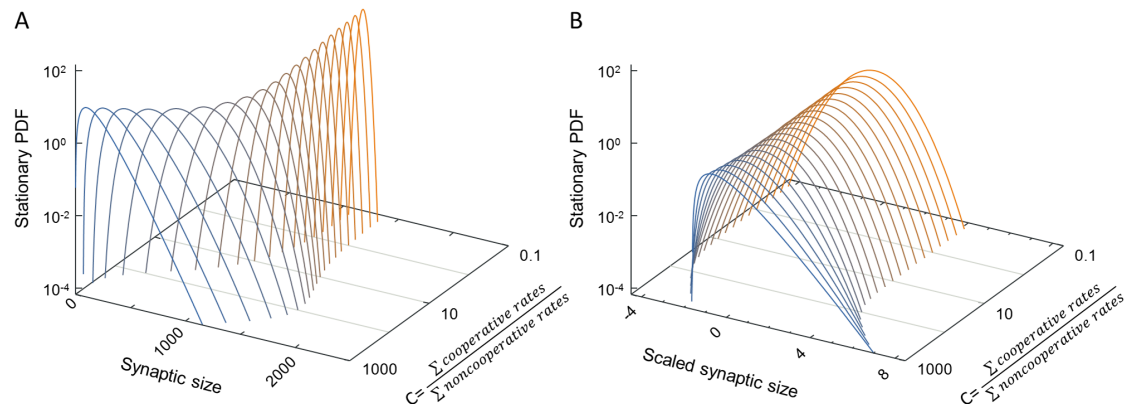 A
Stationary PDF
10²
10⁰
10⁻²
10⁻⁴
0
1000
2000
Synaptic size
0.1
10
1000
C= ∑ cooperative rates
∑ noncooperative rates
B
Stationary PDF
10²
10⁰
10⁻²
10⁻⁴
-4
0
4
8
Scaled synaptic size
0.1
10
1000
C= ∑ cooperative rates
∑ noncooperative rates